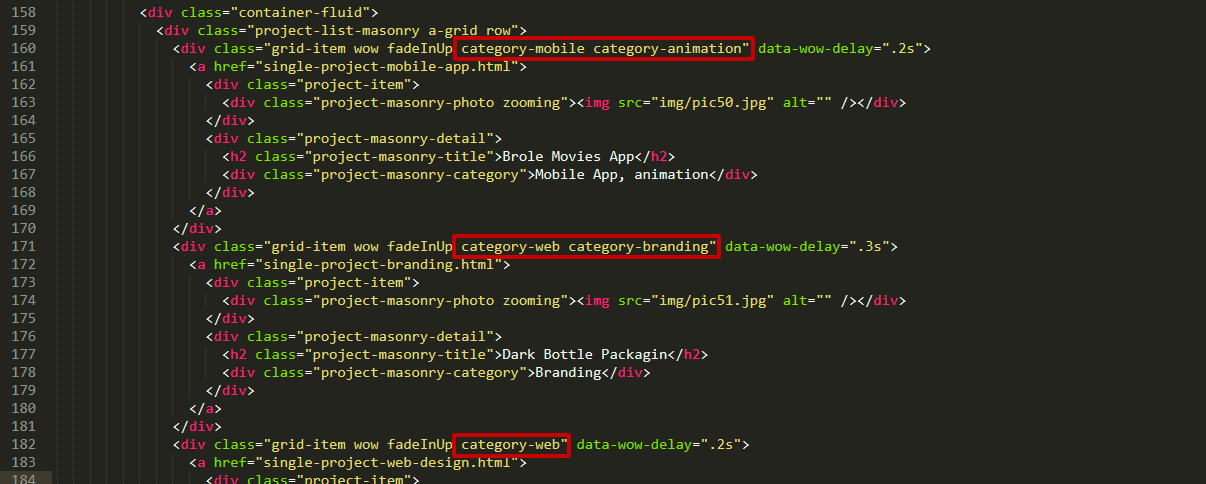 158 <div class="container-fluid">
159 <div class="project-list-masonry a-grid row">
160 <div class="grid-item wow fadeInUp category-mobile category-animation" data-wow-delay=".2s">
161 <a href="single-project-mobile-app.html">
162 <div class="project-item">
163 <div class="project-masonry-photo zooming"><img src="img/pic50.jpg" alt="" /></div>
164 </div>
165 <div class="project-masonry-detail">
166 <h2 class="project-masonry-title">Brole Movies App</h2>
167 <div class="project-masonry-category">Mobile App, animation</div>
168 </div>
169 </a>
170 </div>
171 <div class="grid-item wow fadeInUp category-web category-branding" data-wow-delay=".3s">
172 <a href="single-project-branding.html">
173 <div class="project-item">
174 <div class="project-masonry-photo zooming"><img src="img/pic51.jpg" alt="" /></div>
175 </div>
176 <div class="project-masonry-detail">
177 <h2 class="project-masonry-title">Dark Bottle Packagin</h2>
178 <div class="project-masonry-category">Branding</div>
179 </div>
180 </a>
181 </div>
182 <div class="grid-item wow fadeInUp category-web" data-wow-delay=".2s">
183 <a href="single-project-web-design.html">
184 <div class="project-item">